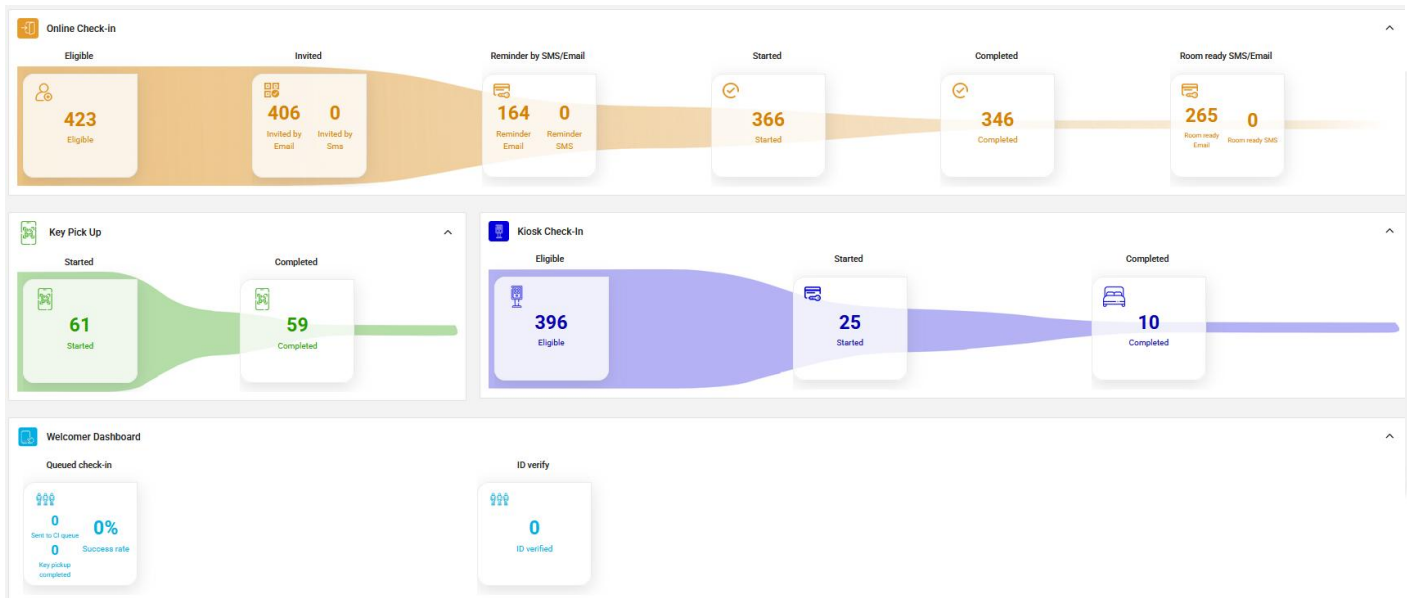 Online Check-in
Eligible
Invited
Reminder by SMS/Email
Started
Completed
Room ready SMS/Email
423
Eligible
406
Invited by
Email
0
Invited by
Sma
164
Reminder
Email
0
Reminder
SMS
366
Started
346
Completed
265
Room ready
Email
0
Room ready SMS
Key Pick Up
Started
Completed
61
Started
59
Completed
Kiosk Check-In
Eligible
Started
Completed
396
Eligible
25
Started
10
Completed
Welcomer Dashboard
Queued check-in
ID verify
0
Sent to CI queue
0
Key pickup
completed
0%
Success rate
0
ID verified